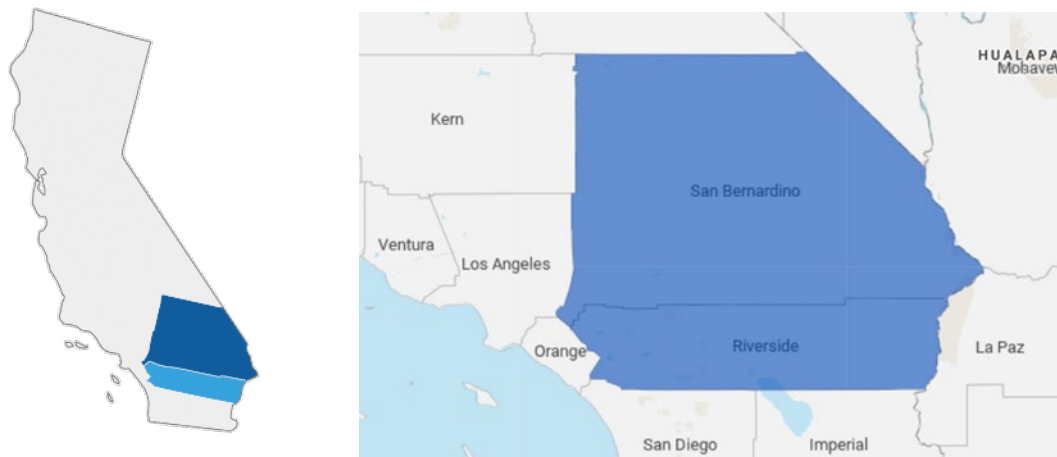 HUALAPA
Mohave
Kern
San Bernardino
Ventura
Los Angeles
Orange
Riverside
La Paz
San Diego
Imperial